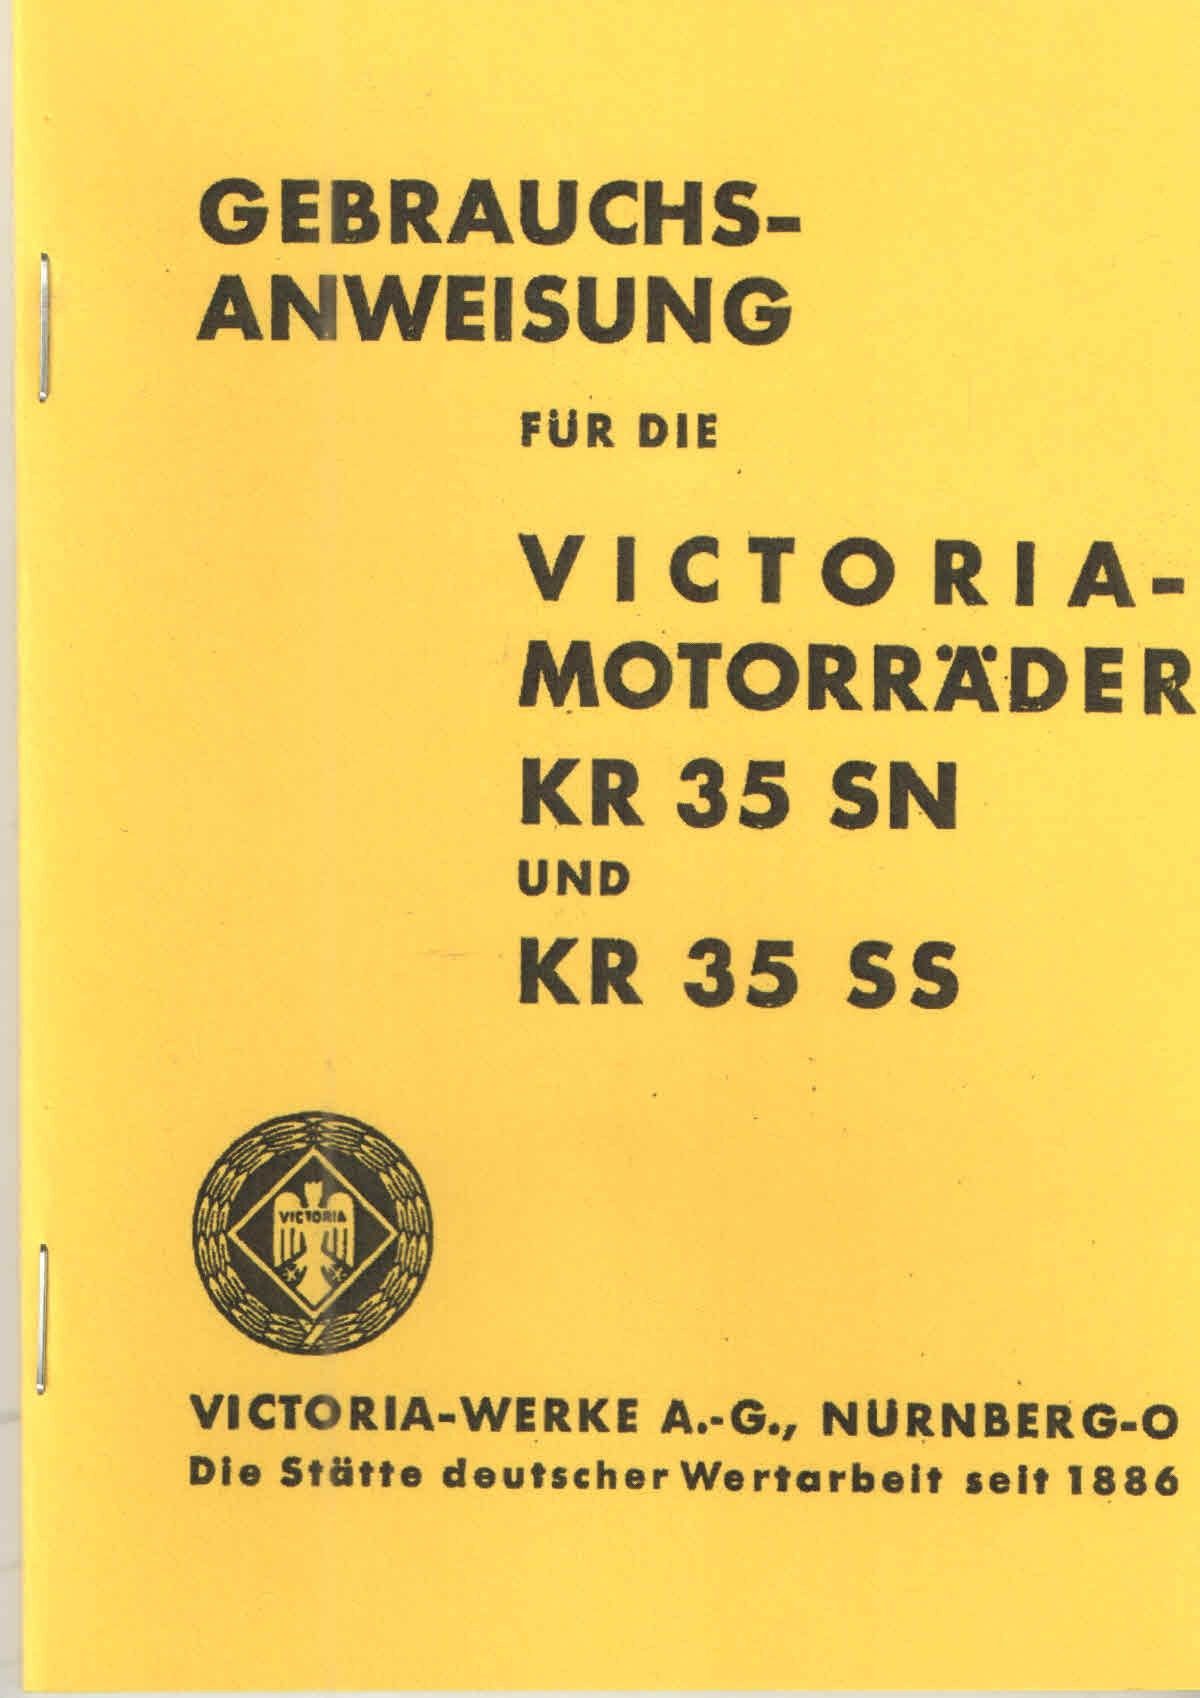 GEBRAUCHS-
ANWEISUNG
FÜR DIE
VICTORIA-
MOTORRÄDER
KR 35 SN
UND
KR 35 SS
VICTORIA
VICTORIA-WERKE A.-G., NÜRNBERG-O
Die Stätte deutscher Wertarbeit seit 1886